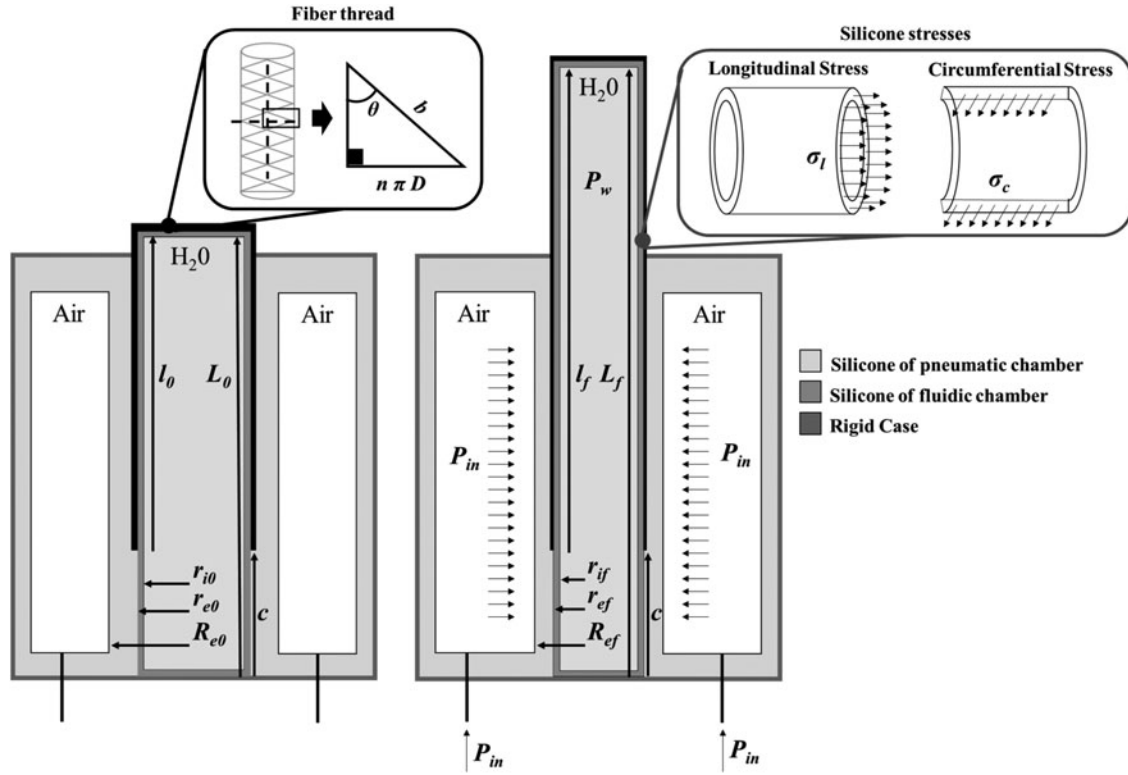 Fiber thread
θ
b
n π D
Silicone stresses
Longitudinal Stress
Circumferential Stress
σl
σc
H20
Air
Air
l0
L0
ri0
re0
Re0
c
H20
Pw
Air
Air
lf Lf
Pin
Pin
rif
ref
Ref
c
Pin
Pin
Silicone of pneumatic chamber
Silicone of fluidic chamber
Rigid Case